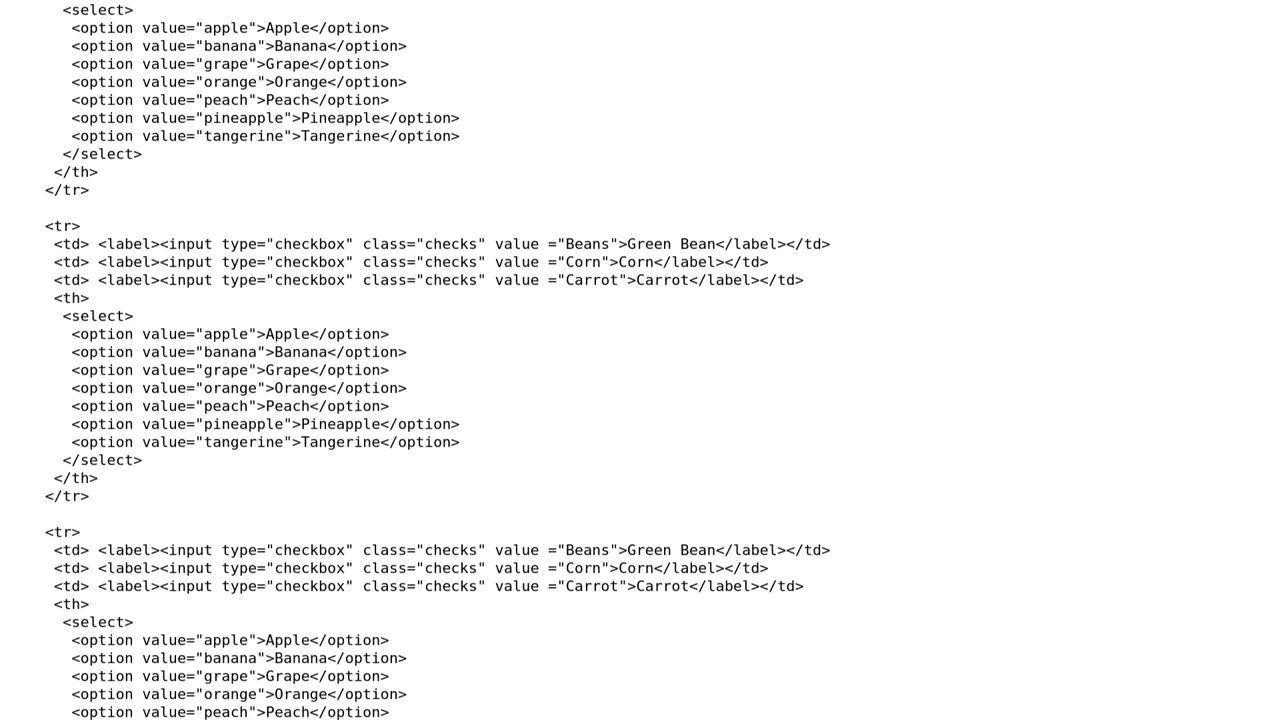 <select>
<option value="apple">Apple</option>
<option value="banana">Banana</option>
<option value="grape">Grape</option>
<option value="orange">Orange</option>
<option value="peach">Peach</option>
<option value="pineapple">Pineapple</option>
<option value="tangerine">Tangerine</option>
</select>
</th>
</tr>
<tr>
<td> <label><input type="checkbox" class="checks" value ="Beans">Green Bean</label></td>
<td> <label><input type="checkbox" class="checks" value ="Corn">Corn</label></td>
<td> <label><input type="checkbox" class="checks" value ="Carrot">Carrot</label></td>
<th>
<select>
<option value="apple">Apple</option>
<option value="banana">Banana</option>
<option value="grape">Grape</option>
<option value="orange">Orange</option>
<option value="peach">Peach</option>
<option value="pineapple">Pineapple</option>
<option value="tangerine">Tangerine</option>
</select>
</th>
</tr>
<tr>
<td> <label><input type="checkbox" class="checks" value ="Beans">Green Bean</label></td>
<td> <label><input type="checkbox" class="checks" value ="Corn">Corn</label></td>
<td> <label><input type="checkbox" class="checks" value ="Carrot">Carrot</label></td>
<th>
<select>
<option value="apple">Apple</option>
<option value="banana">Banana</option>
<option value="grape">Grape</option>
<option value="orange">Orange</option>
<option value="peach">Peach</option>